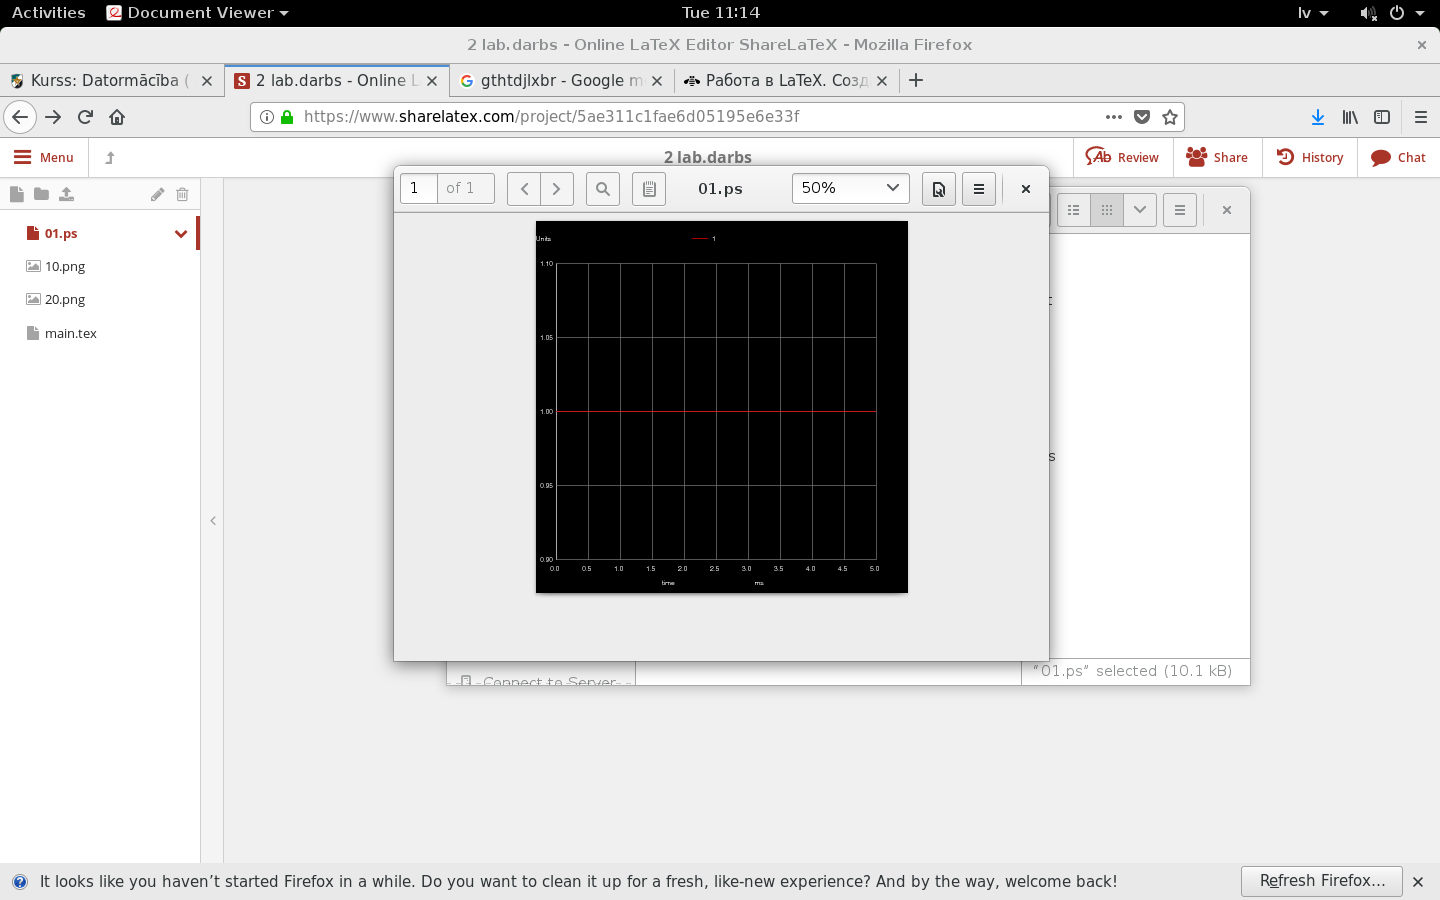 Activities Document Viewer Tue 11:14 lv
2 lab.darbs - Online LaTeX Editor ShareLaTeX - Mozilla Firefox
Kurss: Datormācība ( 2 lab.darbs - Online L gthtdjlxbr - Google m Работа в LaTeX. Созд
https://www.sharelatex.com/project/5ae311c1fae6d05195e6e33f
Menu 2 lab.darbs Review Share History Chat
1 of 1 01.ps 50%
01.ps
10.png
20.png
main.tex
Units 1
1.10
1.05
1.00
0.95
0.90
0.0 0.5 1.0 1.5 2.0 2.5 3.0 3.5 4.0 4.5 5.0
time ms
t
s
Connect to Server
"01.ps" selected (10.1 kB)
It looks like you haven't started Firefox in a while. Do you want to clean it up for a fresh, like-new experience? And by the way, welcome back! Refresh Firefox...